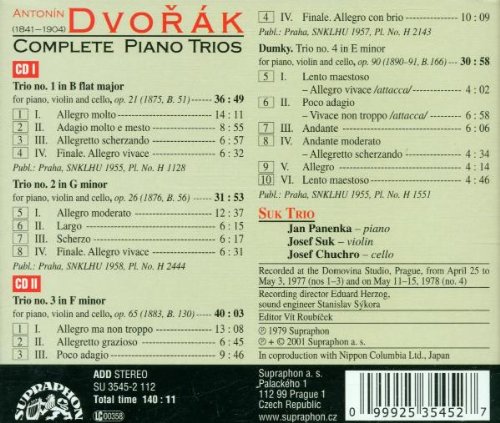 ANTONÍN
(1841–1904)
DVOŘÁK
COMPLETE PIANO TRIOS
CD I
Trio no. 1 in B flat major
for piano, violin and cello, op. 21 (1875, B. 51) 36 : 49
1 I. Allegro molto 14 : 11
2 II. Adagio molto e mesto 8 : 55
3 III. Allegretto scherzando 6 : 57
4 IV. Finale. Allegro vivace 6 : 32
Publ.: Praha, SNKLHU 1955, Pl. No. H 1128
Trio no. 2 in G minor
for piano, violin and cello, op. 26 (1876, B. 56) 31 : 53
5 I. Allegro moderato 12 : 37
6 II. Largo 6 : 15
7 III. Scherzo 6 : 17
8 IV. Finale. Allegro vivace 6 : 31
Publ.: Praha, SNKLHU 1958, Pl. No. H 2444
CD II
Trio no. 3 in F minor
for piano, violin and cello, op. 65 (1883, B. 130) 40 : 03
1 I. Allegro ma non troppo 13 : 08
2 II. Allegretto grazioso 6 : 45
3 III. Poco adagio 9 : 46
4 IV. Finale. Allegro con brio 10 : 09
Publ.: Praha, SNKLHU 1957, Pl. No. H 2143
Dumky. Trio no. 4 in E minor
for piano, violin and cello, op. 90 (1890–91, B. 166) 30 : 58
5 I. Lento maestoso
- Allegro vivace /attacca/ 4 : 02
6 II. Poco adagio
- Vivace non troppo /attacca/ 6 : 58
7 III. Andante 6 : 06
8 IV. Andante moderato
- Allegretto scherzando 4 : 34
9 V. Allegro 4 : 14
10 VI. Lento maestoso 4 : 46
Publ.: Praha, SNKLHU 1955, Pl. No. H 1551
SUK TRIO
Jan Panenka – piano
Josef Suk – violin
Josef Chuchro – cello
Recorded at the Domovina Studio, Prague, from April 25 to
May 3, 1977 (nos 1–3) and on May 11–15, 1978 (no. 4)
Recording director Eduard Herzog,
sound engineer Stanislav Sýkora
Editor Vít Roubíček
℗ 1979 Supraphon
℗ + © 2001 Supraphon a. s.
In coproduction with Nippon Columbia Ltd., Japan
SUPRAPHON
ADD STEREO
SU 3545-2 112
Total time 140 : 11
LC 00358
Supraphon a. s.
Palackého 1
112 99 Prague 1
Czech Republic
www.supraphon.cz
0 99925 35452 7